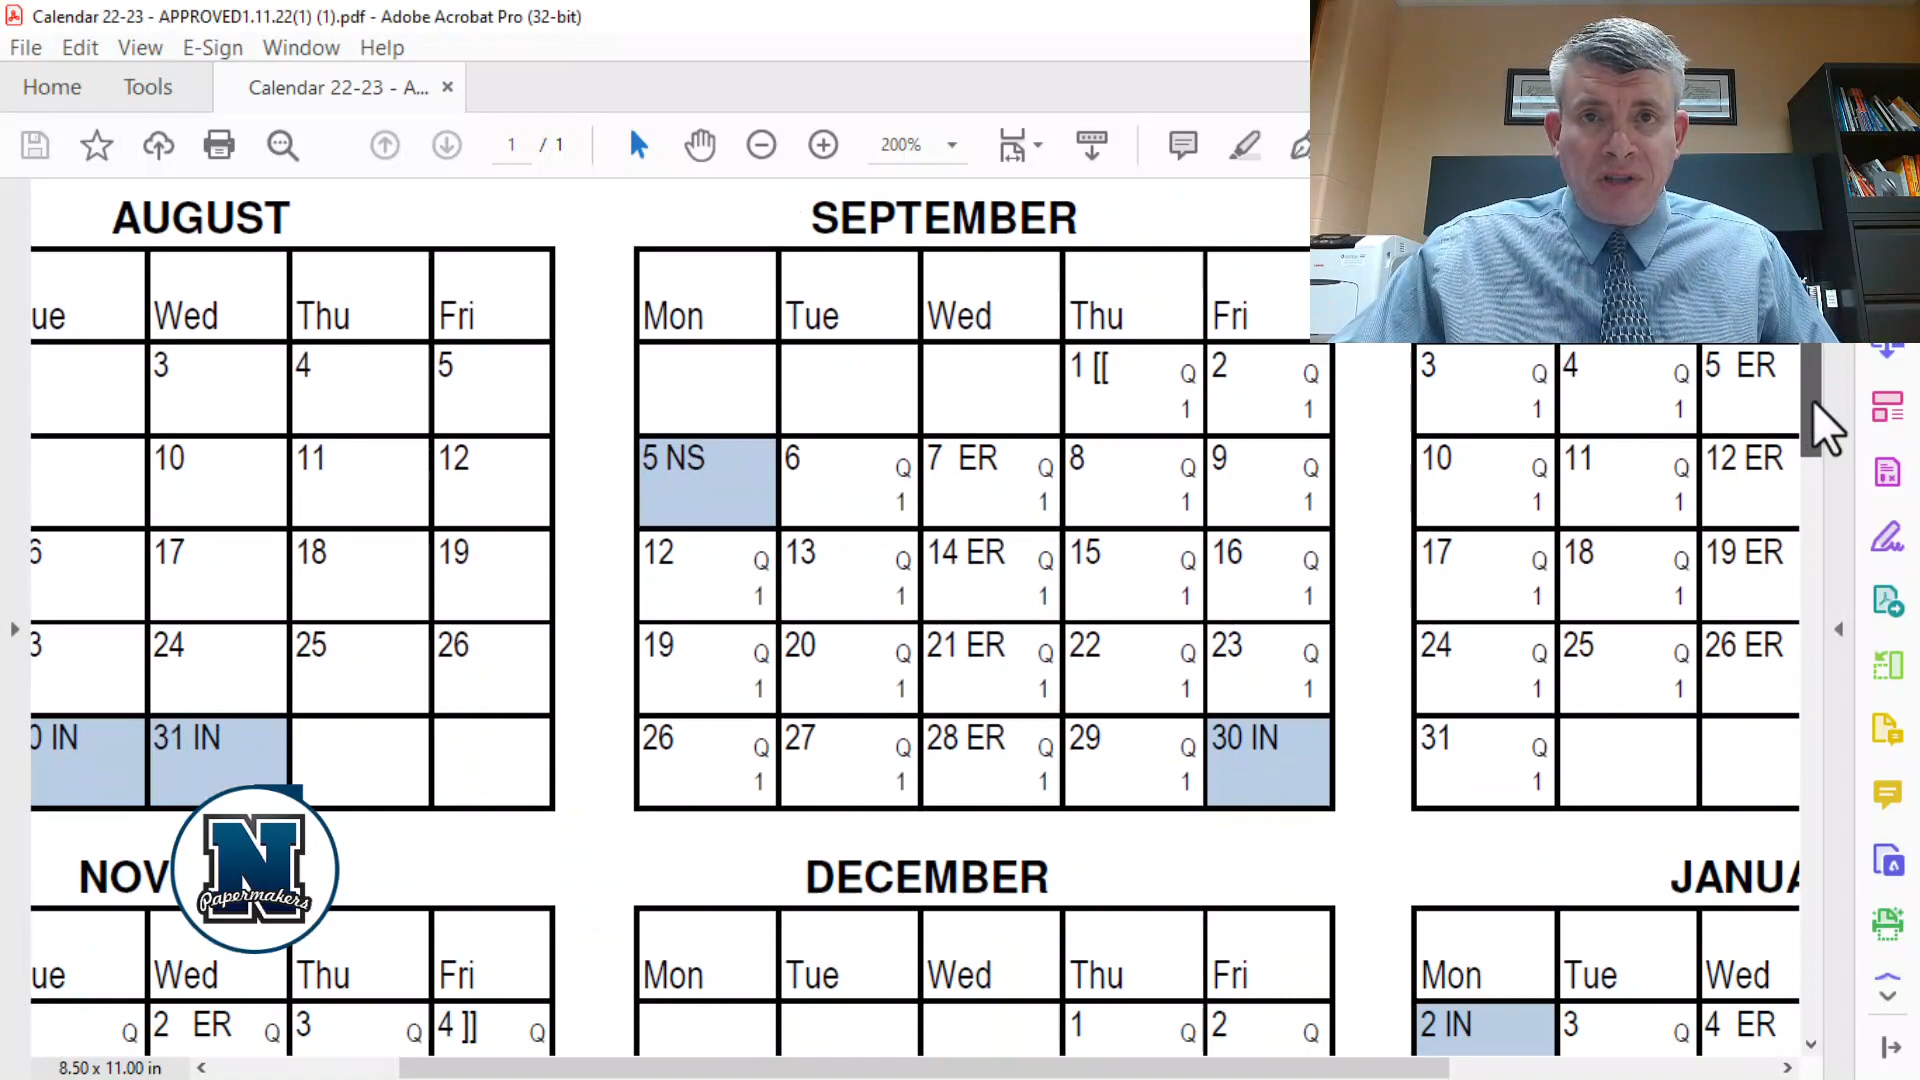 Calendar 22-23 - APPROVED1.11.22(1) (1).pdf - Adobe Acrobat Pro (32-bit)
File Edit View E-Sign Window Help
Home Tools Calendar 22-23 - A... ×
1 / 1 200%
AUGUST SEPTEMBER
ue Wed Thu Fri Mon Tue Wed Thu Fri
3 4 5 1 [[ Q 1 2 Q 1 3 Q 1 4 Q 1 5 ER
10 11 12 5 NS 6 Q 1 7 ER Q 1 8 Q 1 9 Q 1 10 Q 1 11 Q 1 12 ER
6 17 18 19 12 Q 1 13 Q 1 14 ER Q 1 15 Q 1 16 Q 1 17 Q 1 18 Q 1 19 ER
3 24 25 26 19 Q 1 20 Q 1 21 ER Q 1 22 Q 1 23 Q 1 24 Q 1 25 Q 1 26 ER
0 IN 31 IN 26 Q 1 27 Q 1 28 ER Q 1 29 Q 1 30 IN 31 Q 1
NOV DECEMBER JANUA
N
Papermakers
ue Wed Thu Fri Mon Tue Wed Thu Fri Mon Tue Wed
Q 2 ER Q 3 Q 4 ]] Q 1 Q 2 Q 2 IN 3 Q 4 ER
8.50 x 11.00 in